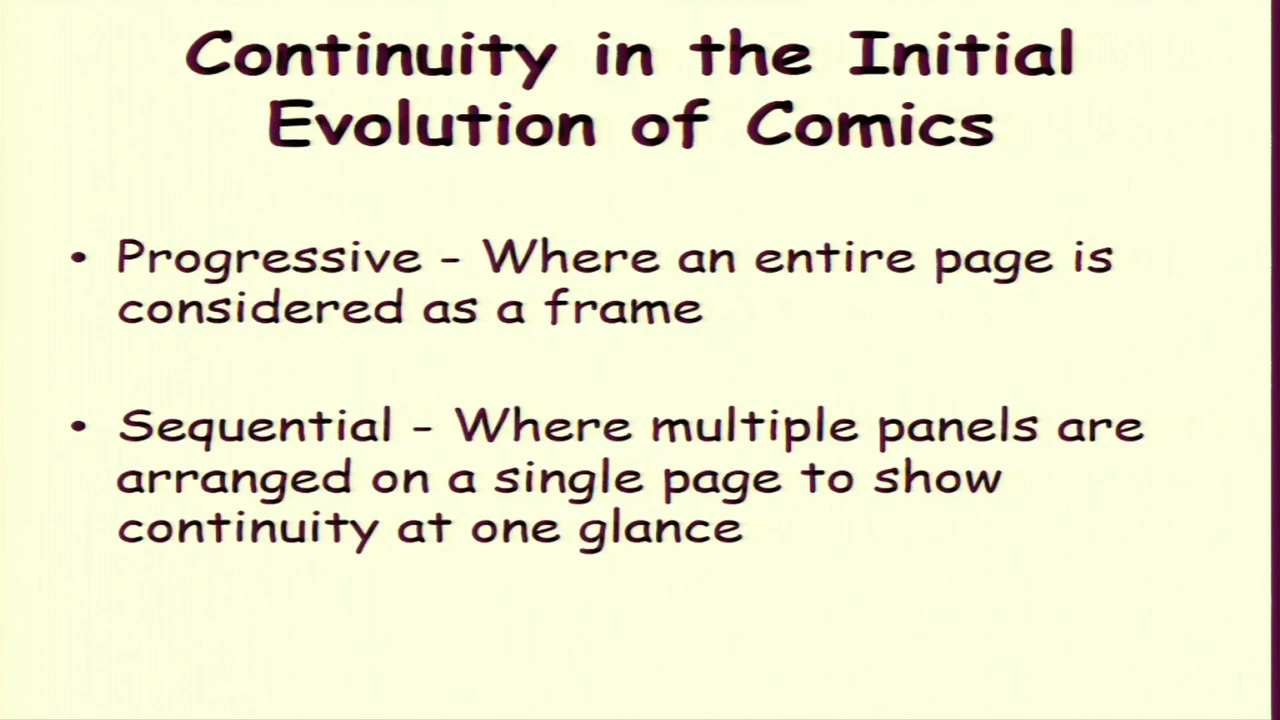 Continuity in the Initial
Evolution of Comics
• Progressive - Where an entire page is
considered as a frame
• Sequential - Where multiple panels are
arranged on a single page to show
continuity at one glance